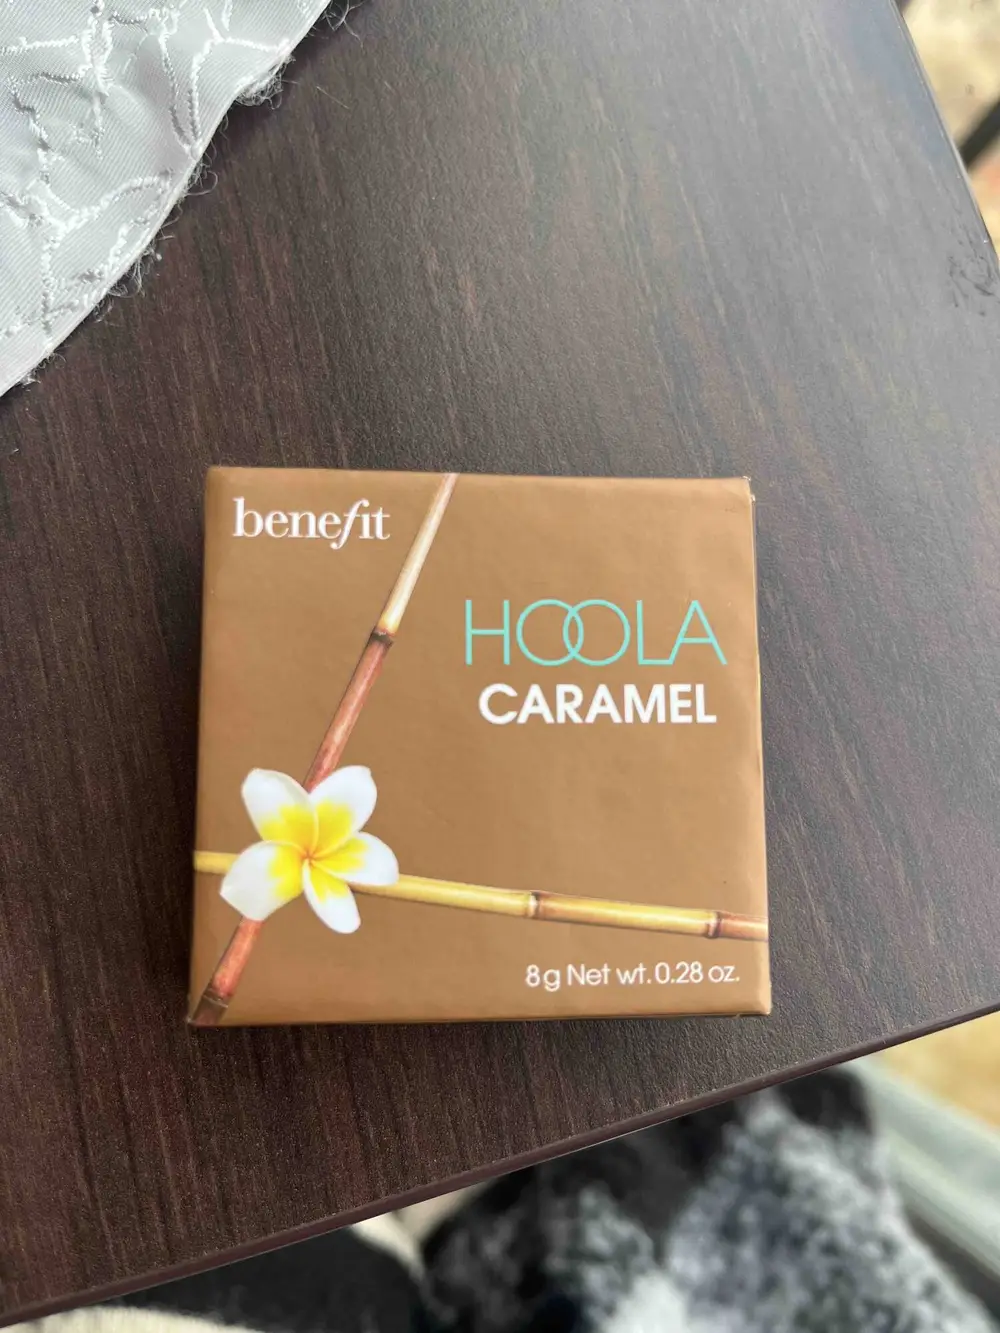 benefit
HOOLA
CARAMEL
8g Net wt. 0.28 oz.